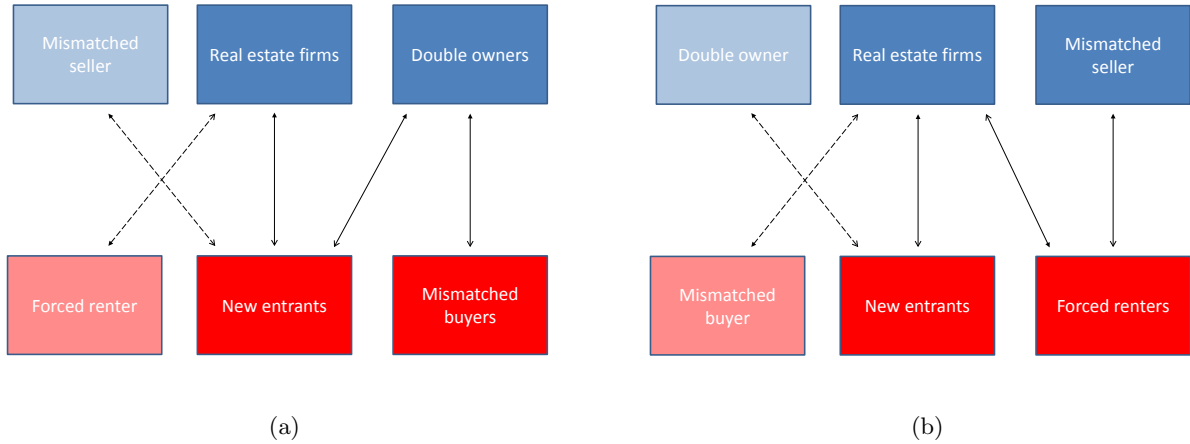 Mismatched
seller
Real estate firms
Double owners
Forced renter
New entrants
Mismatched
buyers
(a)
Double owner
Real estate firms
Mismatched
seller
Mismatched
buyer
New entrants
Forced renters
(b)